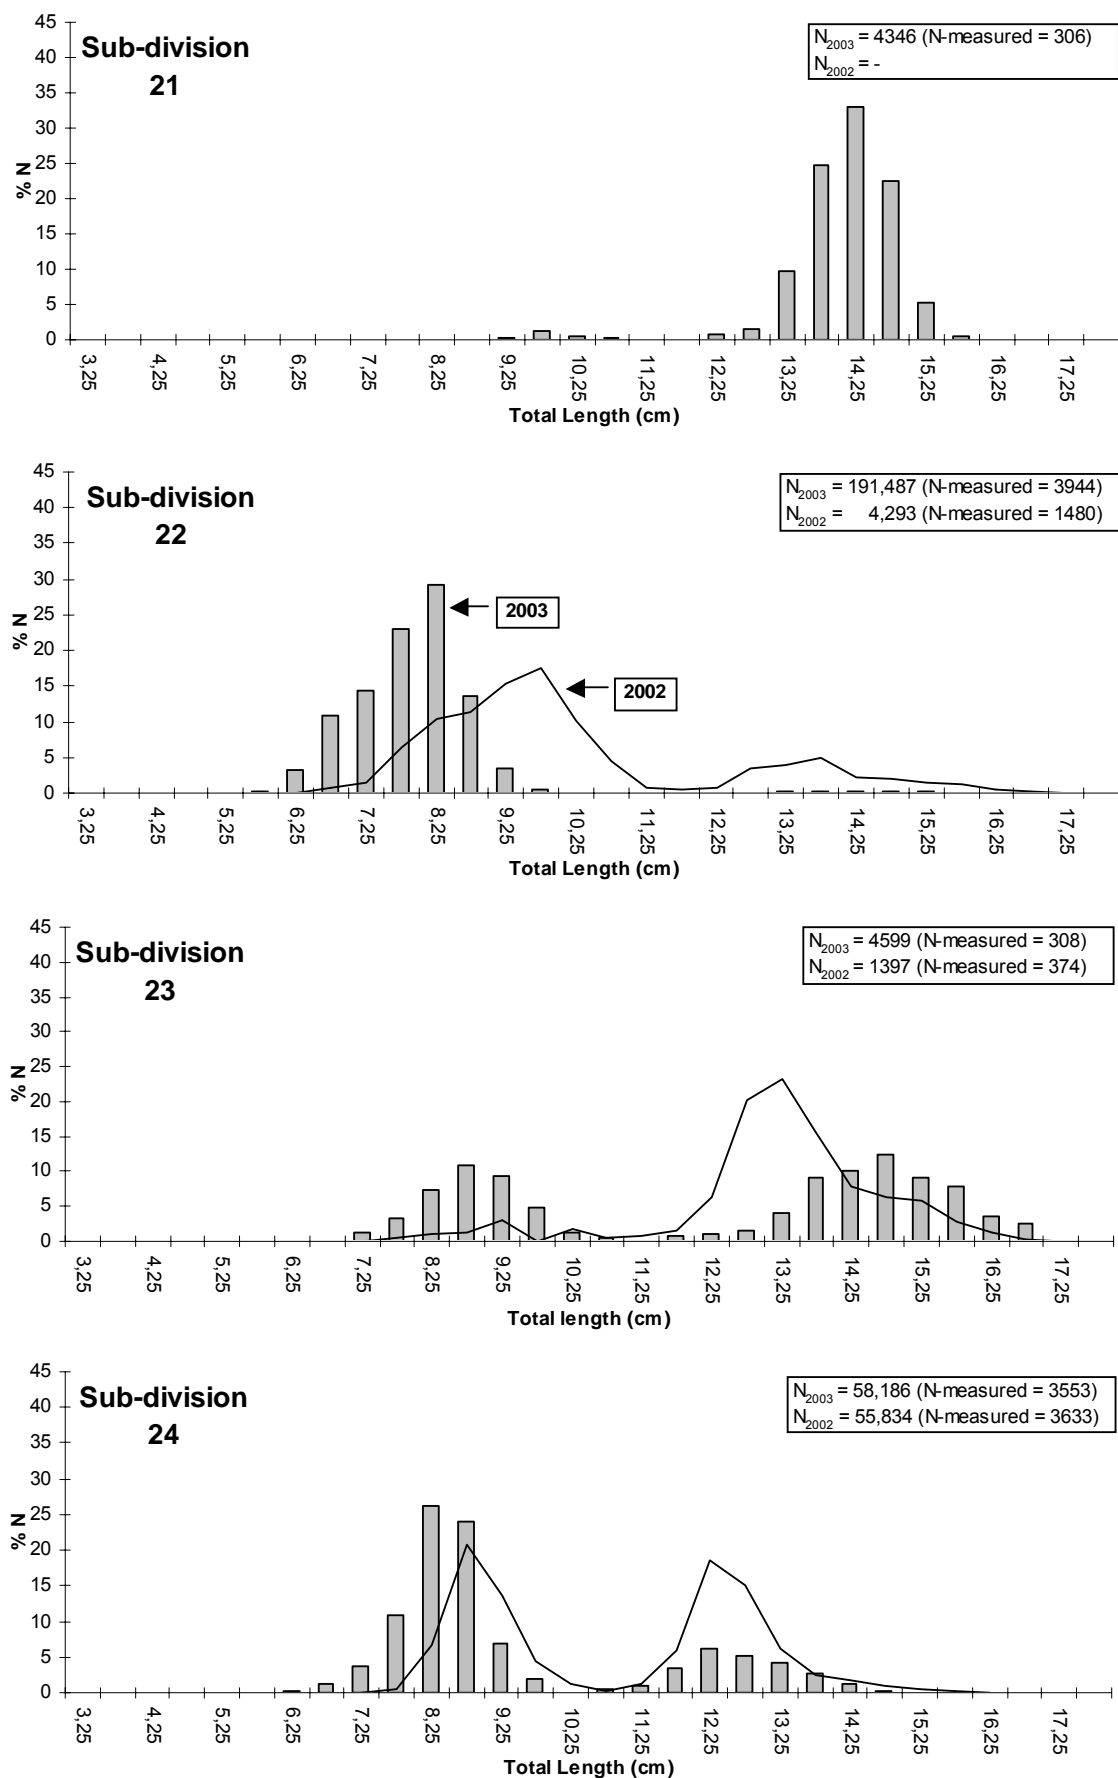 Sub-division
21
N2003 = 4346 (N-measured = 306)
N2002 = -
% N
45
40
35
30
25
20
15
10
5
0
3,25 4,25 5,25 6,25 7,25 8,25 9,25 10,25 11,25 12,25 13,25 14,25 15,25 16,25 17,25
Total Length (cm)
Sub-division
22
N2003 = 191,487 (N-measured = 3944)
N2002 = 4,293 (N-measured = 1480)
% N
45
40
35
30
25
20
15
10
5
0
2003
2002
3,25 4,25 5,25 6,25 7,25 8,25 9,25 10,25 11,25 12,25 13,25 14,25 15,25 16,25 17,25
Total Length (cm)
Sub-division
23
N2003 = 4599 (N-measured = 308)
N2002 = 1397 (N-measured = 374)
% N
45
40
35
30
25
20
15
10
5
0
3,25 4,25 5,25 6,25 7,25 8,25 9,25 10,25 11,25 12,25 13,25 14,25 15,25 16,25 17,25
Total length (cm)
Sub-division
24
N2003 = 58,186 (N-measured = 3553)
N2002 = 55,834 (N-measured = 3633)
% N
45
40
35
30
25
20
15
10
5
0
3,25 4,25 5,25 6,25 7,25 8,25 9,25 10,25 11,25 12,25 13,25 14,25 15,25 16,25 17,25
Total Length (cm)